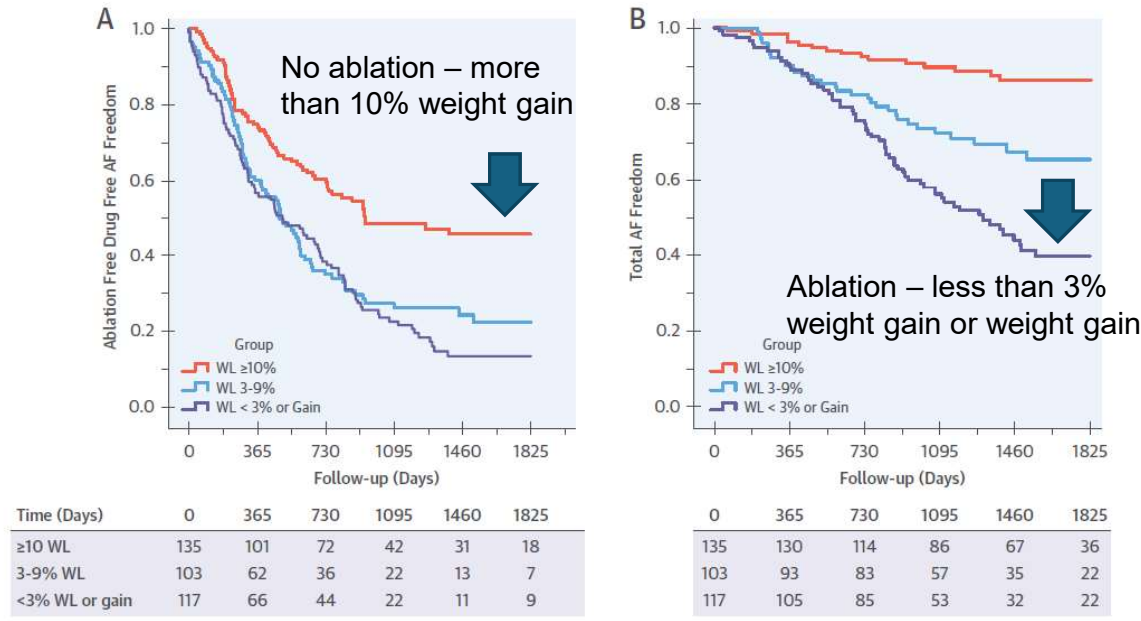 A
No ablation – more
than 10% weight gain
Ablation Free Drug Free AF Freedom
1.0
0.8
0.6
0.4
0.2
0.0
Group
WL ≥10%
WL 3-9%
WL < 3% or Gain
0 365 730 1095 1460 1825
Follow-up (Days)
B
Total AF Freedom
1.0
0.8
0.6
0.4
0.2
0.0
Ablation – less than 3%
weight gain or weight gain
Group
WL ≥10%
WL 3-9%
WL < 3% or Gain
0 365 730 1095 1460 1825
Follow-up (Days)
Time (Days) 0 365 730 1095 1460 1825
≥10 WL 135 101 72 42 31 18
3-9% WL 103 62 36 22 13 7
<3% WL or gain 117 66 44 22 11 9
0 365 730 1095 1460 1825
135 130 114 86 67 36
103 93 83 57 35 22
117 105 85 53 32 22